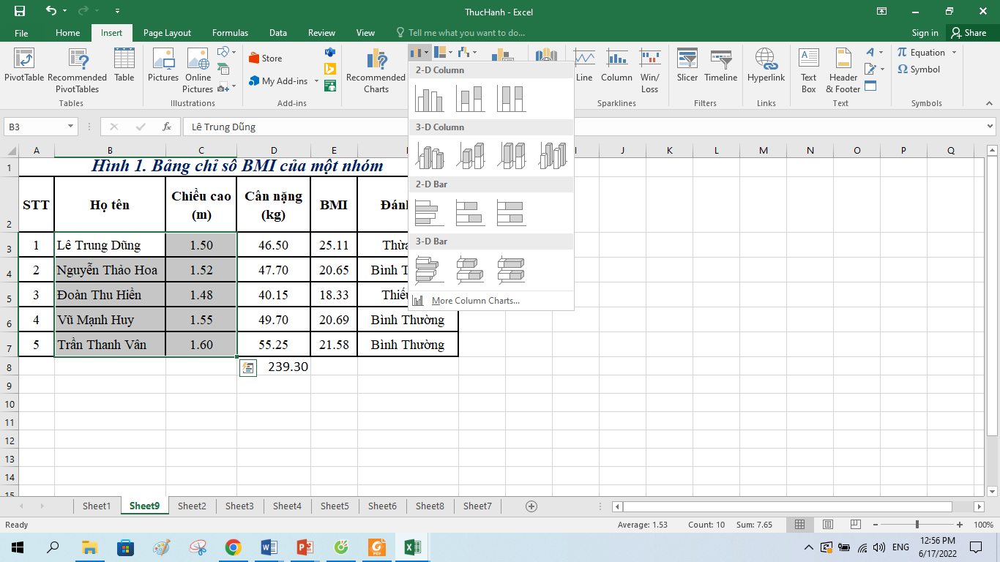 ThucHanh - Excel
File Home Insert Page Layout Formulas Data Review View Tell me what you want to do... Sign in Share
PivotTable Recommended PivotTables Table
Tables
Pictures Online Pictures
Illustrations
Store
My Add-ins
Add-ins
Recommended Charts
Line Column Win/ Loss
Sparklines
Slicer Timeline
Filters
Hyperlink
Links
Text Box Header & Footer
Text
Equation
Symbol
Symbols
2-D Column
3-D Column
2-D Bar
3-D Bar
More Column Charts...
B3 fx Lê Trung Dũng
A B C D E I J K L M N O P Q
1 Hình 1. Bảng chỉ số BMI của một nhóm
2 STT Họ tên Chiều cao (m) Cân nặng (kg) BMI
3 1 Lê Trung Dũng 1.50 46.50 25.11
4 2 Nguyễn Thảo Hoa 1.52 47.70 20.65 Bình
5 3 Đoàn Thu Hiền 1.48 40.15 18.33 Thiếu
6 4 Vũ Mạnh Huy 1.55 49.70 20.69 Bình Thường
7 5 Trần Thanh Vân 1.60 55.25 21.58 Bình Thường
8 239.30
9
10
11
12
13
14
15
Sheet1 Sheet9 Sheet2 Sheet3 Sheet4 Sheet5 Sheet6 Sheet8 Sheet7
Ready Average: 1.53 Count: 10 Sum: 7.65 100%
ENG 12:56 PM
6/17/2022